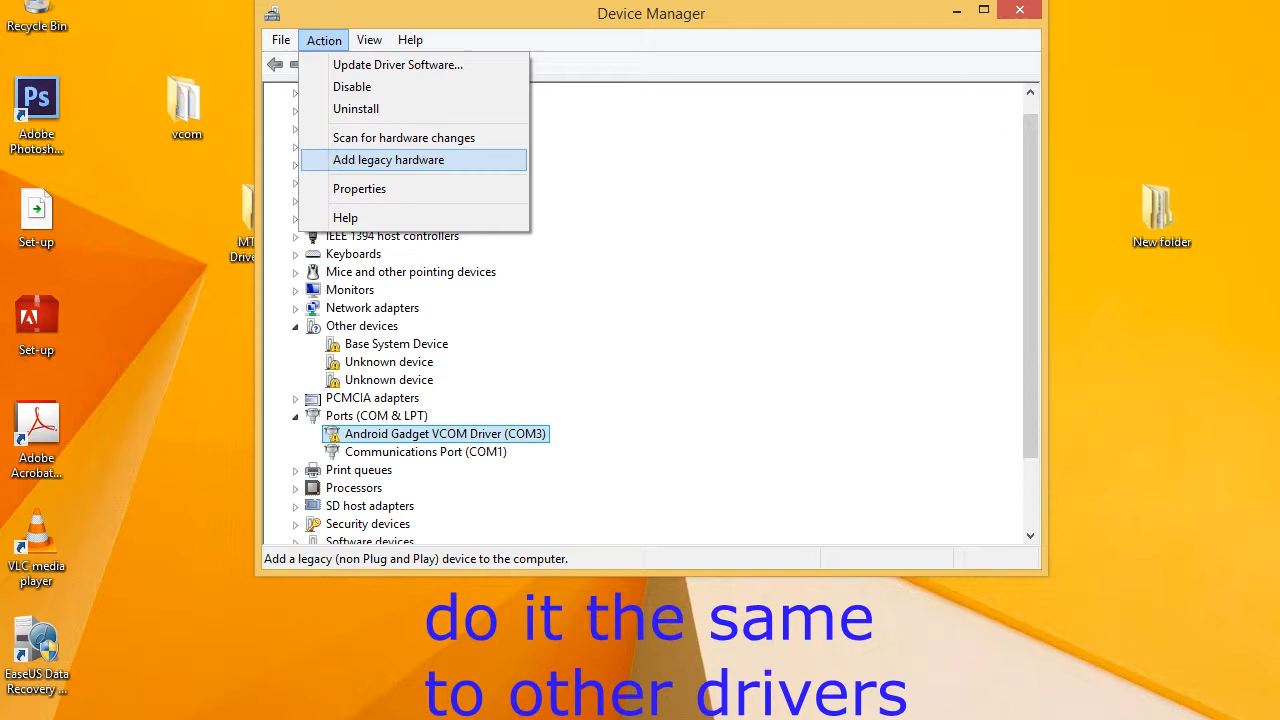 Device Manager
File Action View Help
Update Driver Software...
Disable
Uninstall
Scan for hardware changes
Add legacy hardware
Properties
Help
IEEE 1394 host controllers
Keyboards
Mice and other pointing devices
Monitors
Network adapters
Other devices
Base System Device
Unknown device
Unknown device
PCMCIA adapters
Ports (COM & LPT)
Android Gadget VCOM Driver (COM3)
Communications Port (COM1)
Print queues
Processors
SD host adapters
Security devices
Software devices
Add a legacy (non Plug and Play) device to the computer.
Recycle Bin
Ps
Adobe
Photosh...
Set-up
Set-up
Adobe
Acrobat...
VLC media
player
EaseUS Data
Recovery ...
vcom
MT
Drive
New folder
do it the same
to other drivers